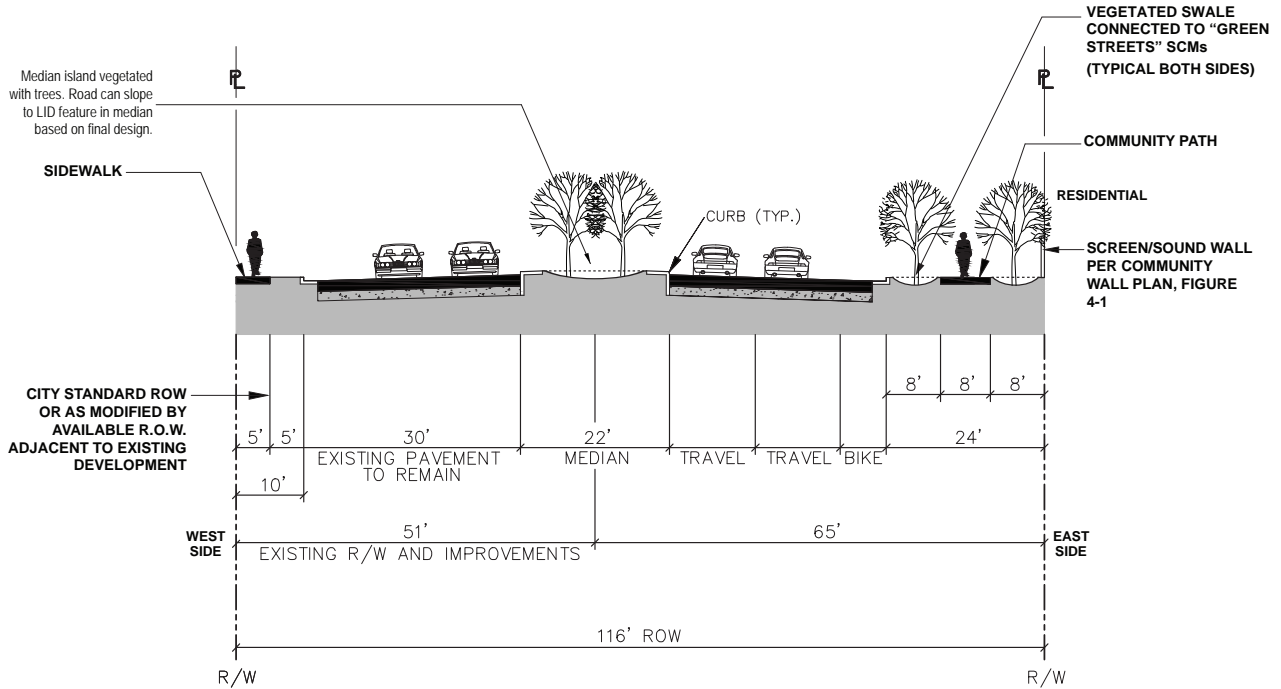 VEGETATED SWALE
CONNECTED TO “GREEN
STREETS” SCMs
(TYPICAL BOTH SIDES)
PL
PL
Median island vegetated
with trees. Road can slope
to LID feature in median
based on final design.
COMMUNITY PATH
SIDEWALK
RESIDENTIAL
CURB (TYP.)
SCREEN/SOUND WALL
PER COMMUNITY
WALL PLAN, FIGURE
4-1
8’
8’
8’
CITY STANDARD ROW
OR AS MODIFIED BY
AVAILABLE R.O.W.
ADJACENT TO EXISTING
DEVELOPMENT
5’
5’
30’
22’
24’
EXISTING PAVEMENT
TO REMAIN
MEDIAN
TRAVEL
TRAVEL
BIKE
10’
51’
65’
WEST
SIDE
EXISTING R/W AND IMPROVEMENTS
EAST
SIDE
116’ ROW
R/W
R/W